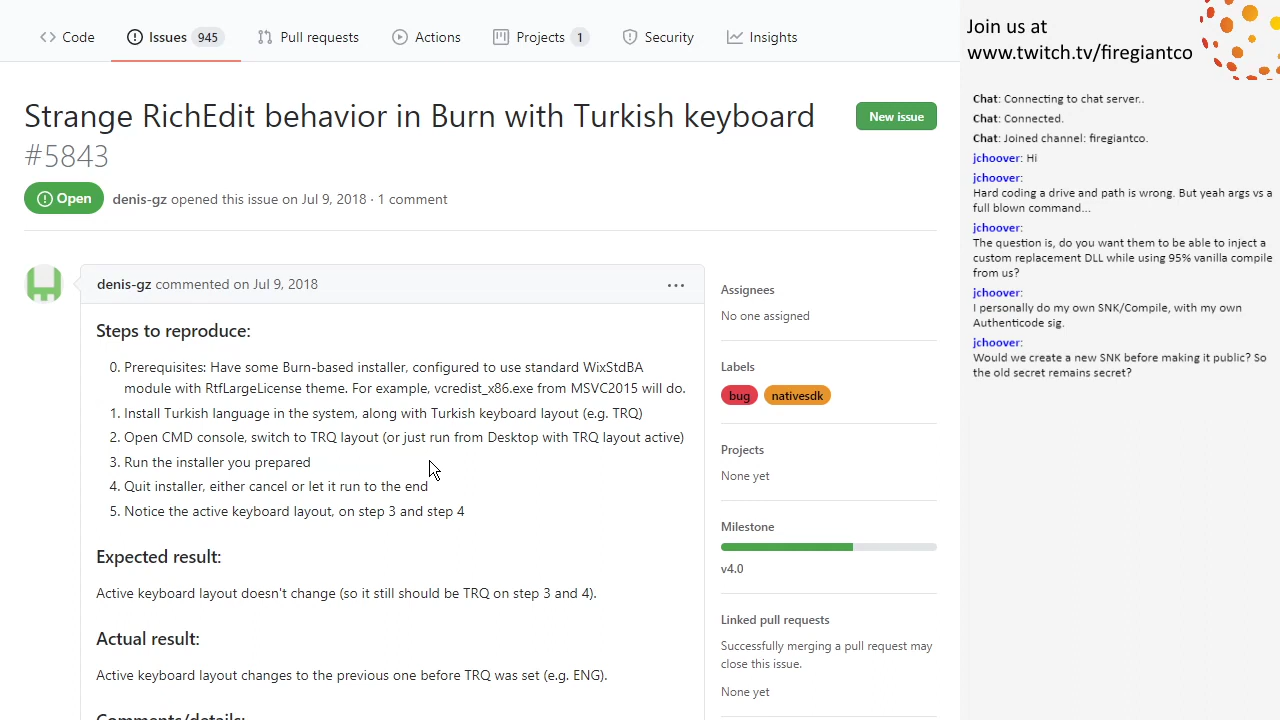 Code
Issues 945
Pull requests
Actions
Projects 1
Security
Insights
Strange RichEdit behavior in Burn with Turkish keyboard
#5843
New issue
Open
denis-gz opened this issue on Jul 9, 2018 · 1 comment
denis-gz commented on Jul 9, 2018
Steps to reproduce:
0. Prerequisites: Have some Burn-based installer, configured to use standard WixStdBA
module with RtfLargeLicense theme. For example, vcredist_x86.exe from MSVC2015 will do.
1. Install Turkish language in the system, along with Turkish keyboard layout (e.g. TRQ)
2. Open CMD console, switch to TRQ layout (or just run from Desktop with TRQ layout active)
3. Run the installer you prepared
4. Quit installer, either cancel or let it run to the end
5. Notice the active keyboard layout, on step 3 and step 4
Expected result:
Active keyboard layout doesn't change (so it still should be TRQ on step 3 and 4).
Actual result:
Active keyboard layout changes to the previous one before TRQ was set (e.g. ENG).
Comments/details:
Assignees
No one assigned
Labels
bug
nativesdk
Projects
None yet
Milestone
v4.0
Linked pull requests
Successfully merging a pull request may
close this issue.
None yet
Join us at
www.twitch.tv/firegiantco
Chat: Connecting to chat server..
Chat: Connected.
Chat: Joined channel: firegiantco.
jchoover: Hi
jchoover:
Hard coding a drive and path is wrong. But yeah args vs a
full blown command...
jchoover:
The question is, do you want them to be able to inject a
custom replacement DLL while using 95% vanilla compile
from us?
jchoover:
I personally do my own SNK/Compile, with my own
Authenticode sig.
jchoover:
Would we create a new SNK before making it public? So
the old secret remains secret?